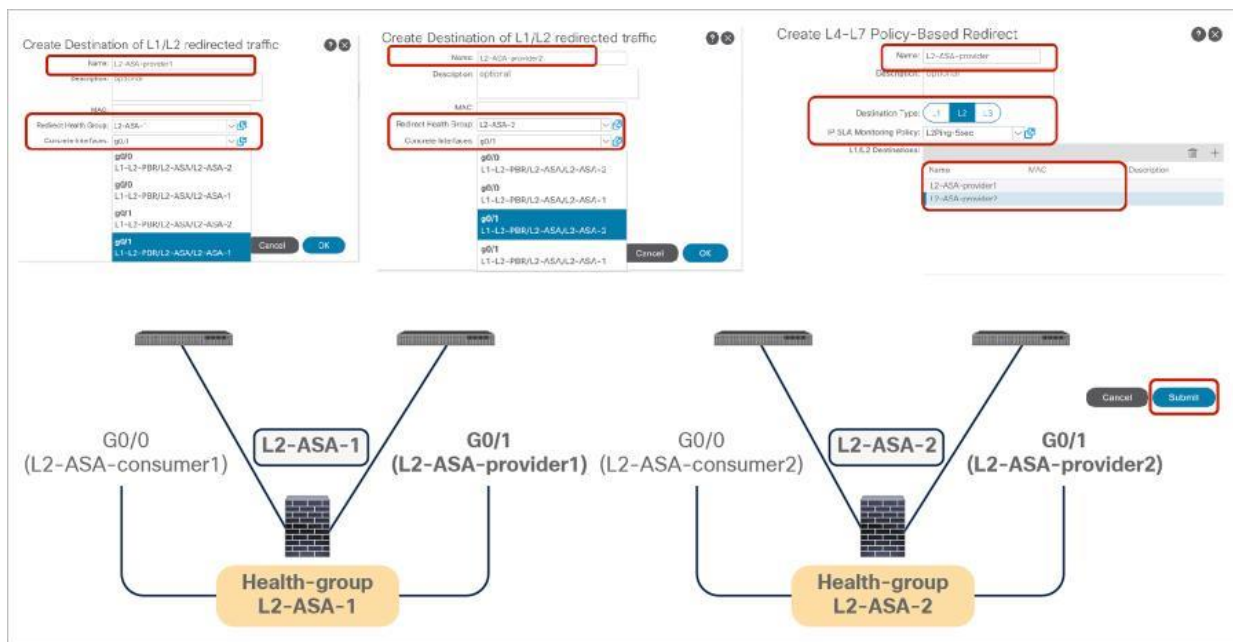 Create Destination of L1/L2 redirected traffic
Name: L2-ASA-provider1
Description: optional
MAC:
Redirect Health Group: L2-ASA-1
Concrete Interfaces: g0/1
g0/0
L1-L2-PBR/L2-ASA/L2-ASA-2
g0/0
L1-L2-PBR/L2-ASA/L2-ASA-1
g0/1
L1-L2-PBR/L2-ASA/L2-ASA-2
g0/1
L1-L2-PBR/L2-ASA/L2-ASA-1
Cancel
OK
Create Destination of L1/L2 redirected traffic
Name: L2-ASA-provider2
Description: optional
MAC:
Redirect Health Group: L2-ASA-2
Concrete Interfaces: g0/1
g0/0
L1-L2-PBR/L2-ASA/L2-ASA-2
g0/0
L1-L2-PBR/L2-ASA/L2-ASA-1
g0/1
L1-L2-PBR/L2-ASA/L2-ASA-2
g0/1
L1-L2-PBR/L2-ASA/L2-ASA-1
Cancel
OK
Create L4-L7 Policy-Based Redirect
Name: L2-ASA-provider
Description: optional
Destination Type: L1 L2 L3
IP SLA Monitoring Policy: L2Ping-5sec
L1/L2 Destinations:
Name MAC Description
L2-ASA-provider1
L2-ASA-provider2
Cancel
Submit
G0/0
(L2-ASA-consumer1)
L2-ASA-1
G0/1
(L2-ASA-provider1)
Health-group
L2-ASA-1
G0/0
(L2-ASA-consumer2)
L2-ASA-2
G0/1
(L2-ASA-provider2)
Health-group
L2-ASA-2